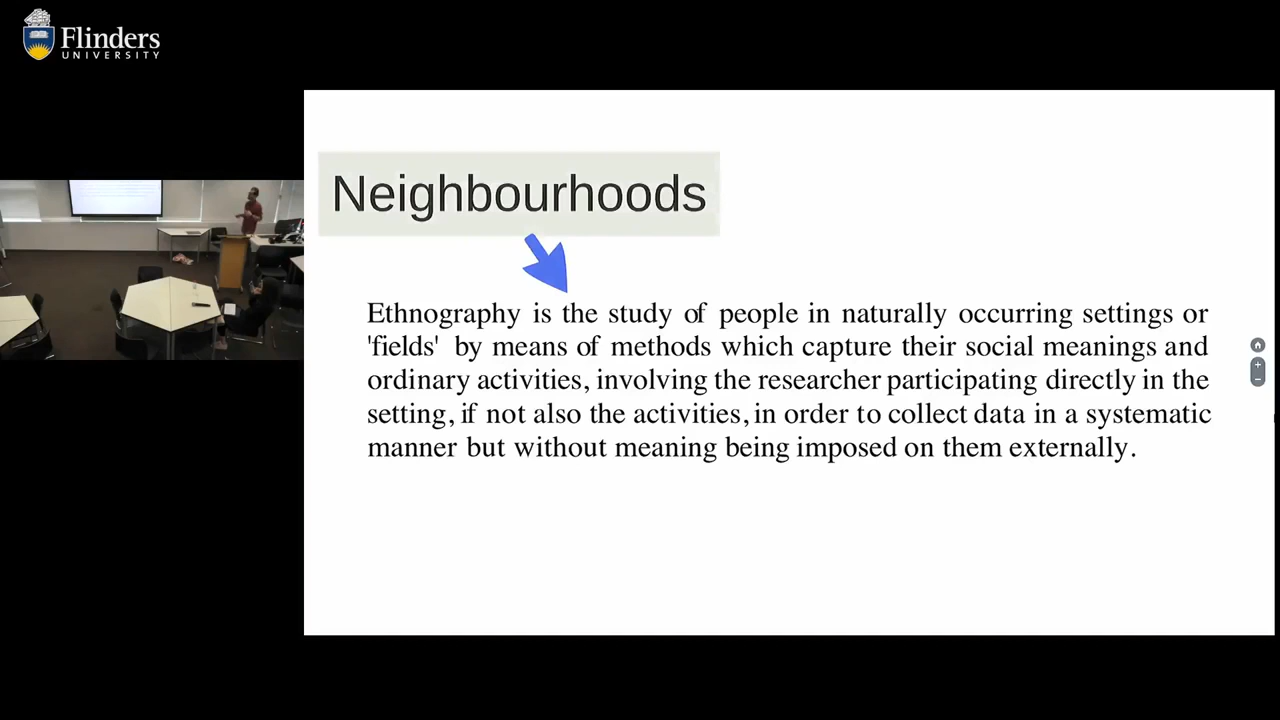 Flinders
UNIVERSITY
Neighbourhoods
Ethnography is the study of people in naturally occurring settings or
'fields' by means of methods which capture their social meanings and
ordinary activities, involving the researcher participating directly in the
setting, if not also the activities, in order to collect data in a systematic
manner but without meaning being imposed on them externally.